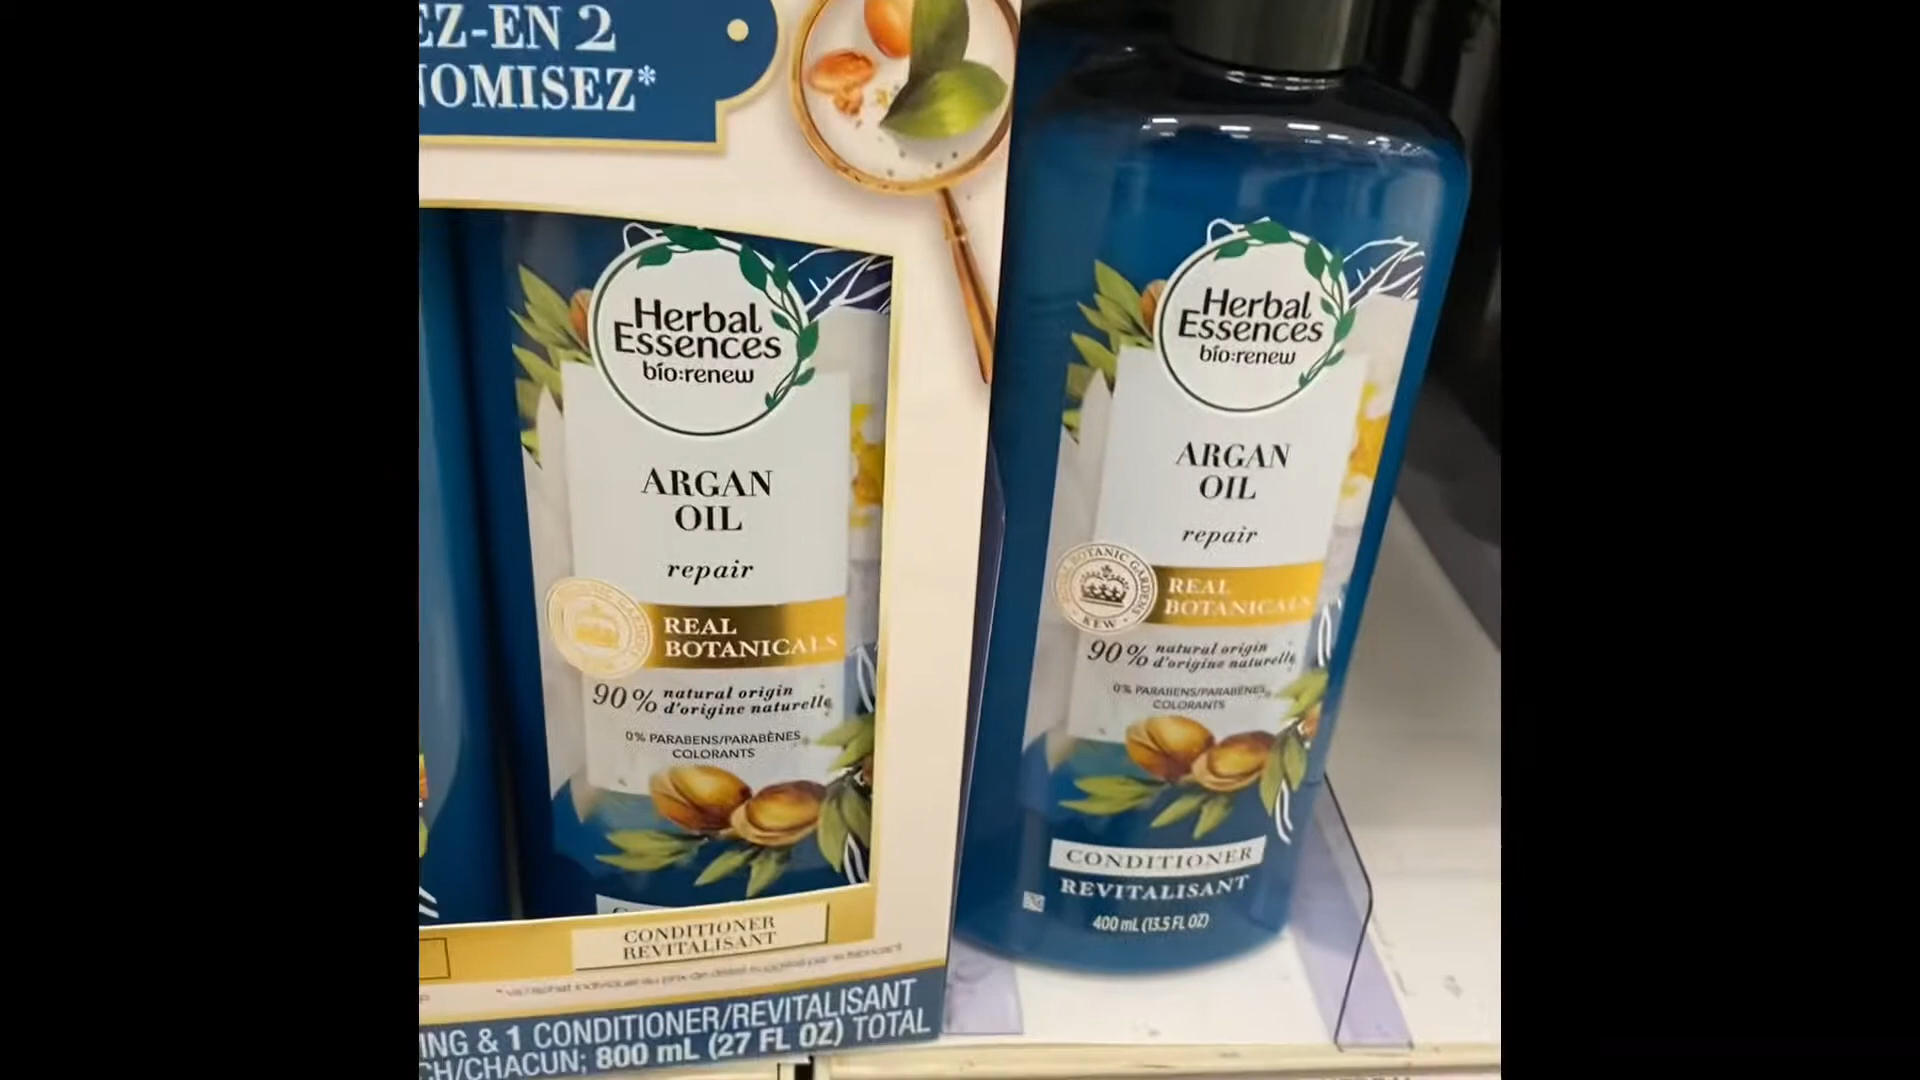 EZ-EN 2
NOMISEZ*
Herbal
Essences
bío:renew
ARGAN
OIL
repair
REAL
BOTANICALS
90% natural origin
d'origine naturelle
0% PARABENS/PARABÈNES
COLORANTS
CONDITIONER
REVITALISANT
ING & 1 CONDITIONER/REVITALISANT
CH/CHACUN; 800 mL (27 FL OZ) TOTAL
Herbal
Essences
bío:renew
ARGAN
OIL
repair
BOTANIC GARDENS
KEW
REAL
BOTANICALS
90% natural origin
d'origine naturelle
0% PARABENS/PARABÈNES
COLORANTS
CONDITIONER
REVITALISANT
400 mL (13.5 FL OZ)